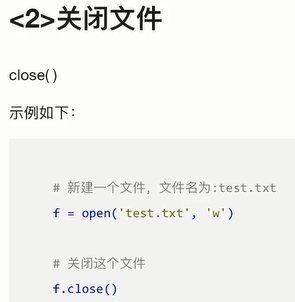 <2>关闭文件
close( )
示例如下：
# 新建一个文件，文件名为:test.txt
f = open('test.txt', 'w')
# 关闭这个文件
f.close()